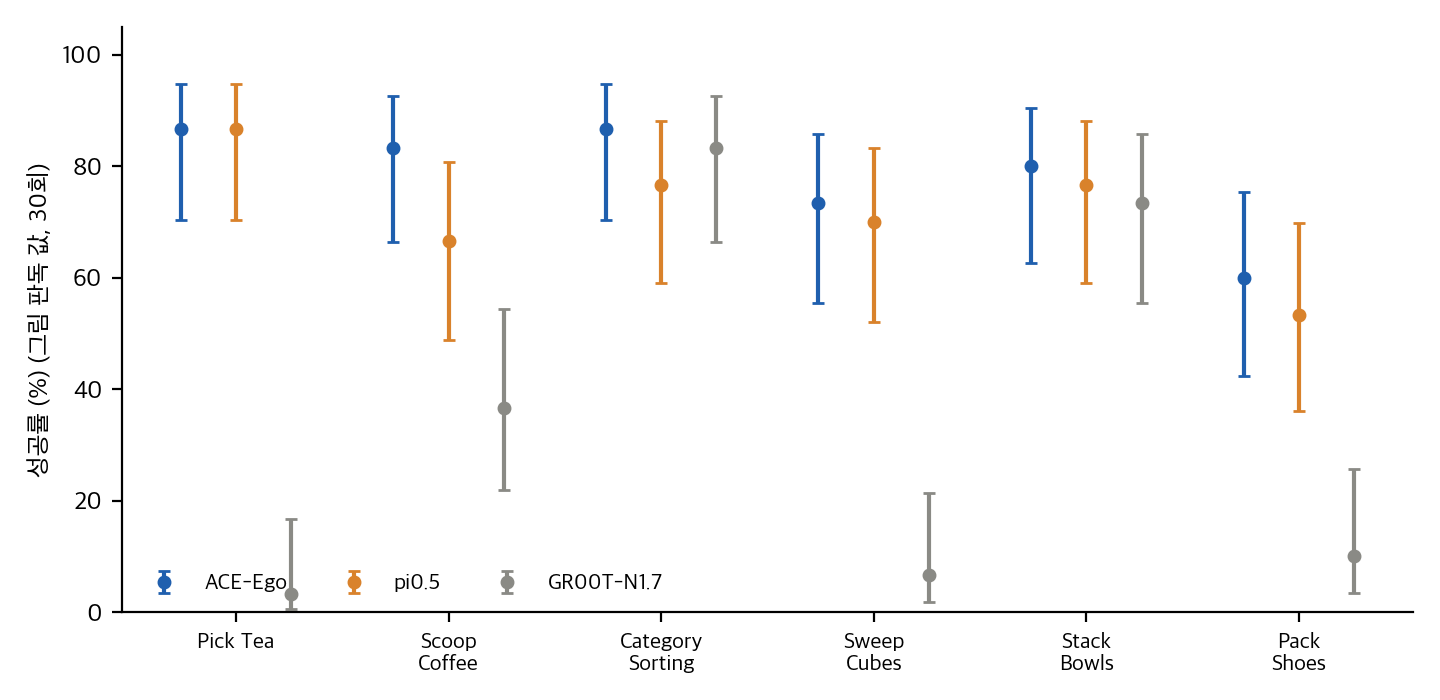 성공률 (%) (그림 판독 값, 30회)
100
80
60
40
20
0
ACE-Ego
pi0.5
GR00T-N1.7
Pick Tea
Scoop
Coffee
Category
Sorting
Sweep
Cubes
Stack
Bowls
Pack
Shoes